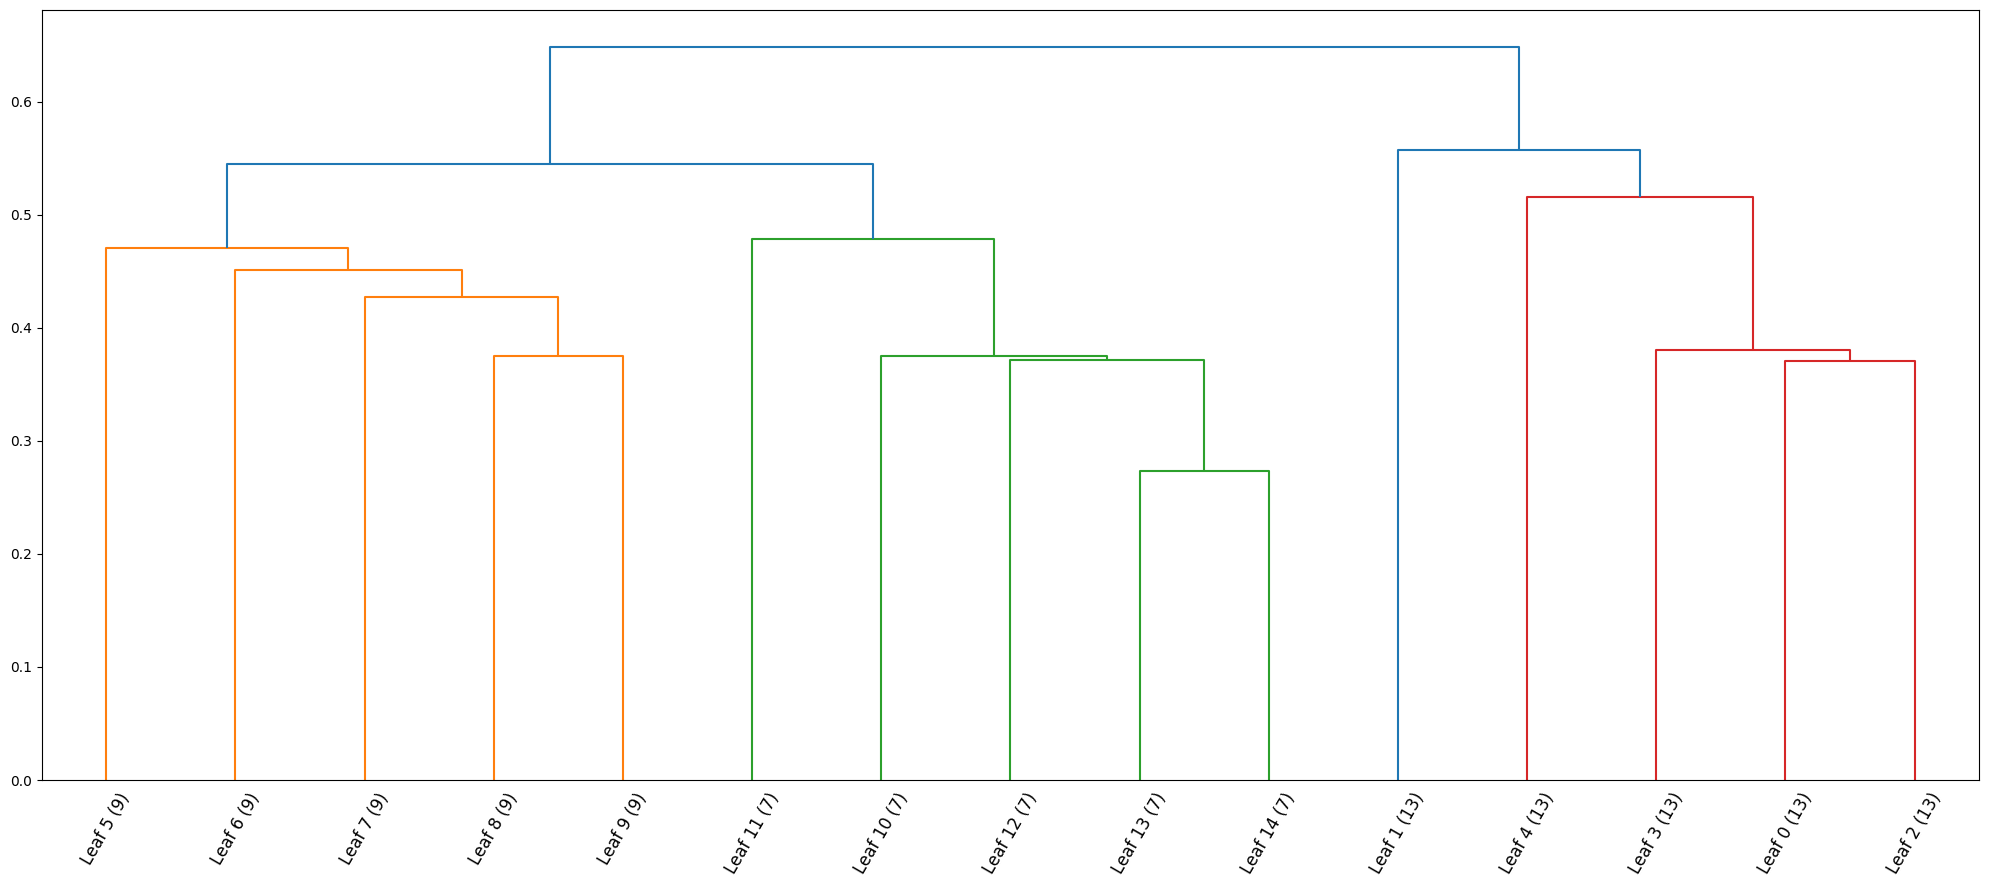 0.6
0.5
0.4
0.3
0.2
0.1
0.0
Leaf 5 (9)
Leaf 6 (9)
Leaf 7 (9)
Leaf 8 (9)
Leaf 9 (9)
Leaf 11 (7)
Leaf 10 (7)
Leaf 12 (7)
Leaf 13 (7)
Leaf 14 (7)
Leaf 1 (13)
Leaf 4 (13)
Leaf 3 (13)
Leaf 0 (13)
Leaf 2 (13)